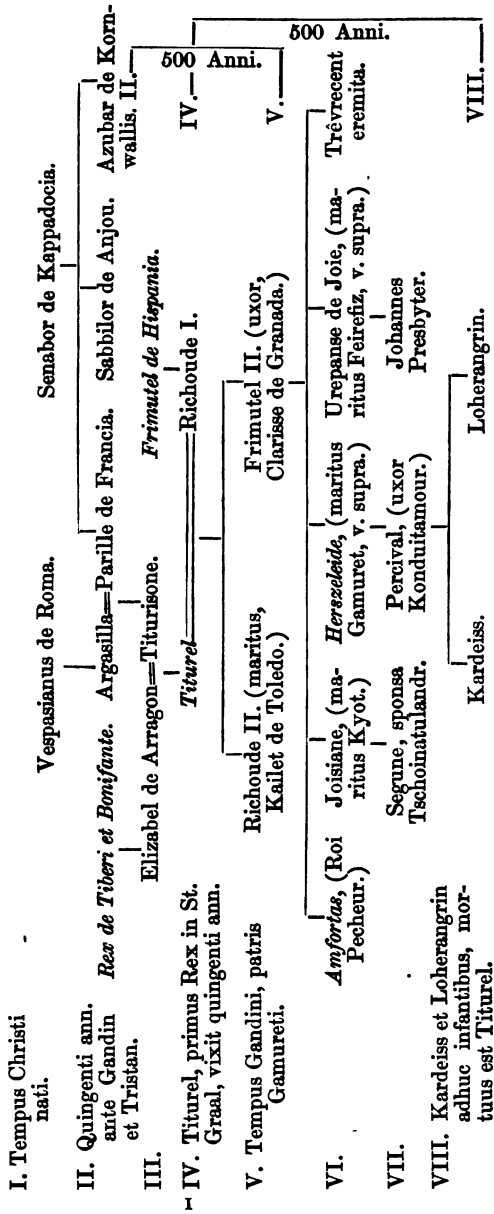 I. Tempus Christi
nati.
Vespasianus de Roma.
Senabor de Kappadocia.
II. Quingenti ann.
ante Gandin
et Tristan.
Rex de Tiberi et Bonifante.
Argasilla=Parille de Francia.
Sabbilor de Anjou.
Azubar de Korn-
wallis. II.
III.
Elizabel de Arragon=Titurisone.
Frimutel de Hispania.
500 Anni.
IV. Titurel, primus Rex in St.
Graal, vixit quingenti ann.
Titurel
Richoude I.
IV.
500 Anni.
V. Tempus Gandini, patris
Gamureti.
Richoude II. (maritus,
Kailet de Toledo.)
Frimutel II. (uxor,
Clarisse de Granada.)
V.
VI.
Amfortas, (Roi
Pecheur.)
Joisiane, (ma-
ritus Kyot.)
Herszeleide, (maritus
Gamuret, v. supra.)
Urepanse de Joie, (ma-
ritus Feirefiz, v. supra.)
Trêvrecent
eremita.
VII.
Segune, sponsa
Tschoinatulandr.
Percival, (uxor
Konduitamour.)
Johannes
Presbyter.
VIII. Kardeiss et Loherangrin
adhuc infantibus, mor-
tuus est Titurel.
Kardeiss.
Loherangrin.
VIII.
I